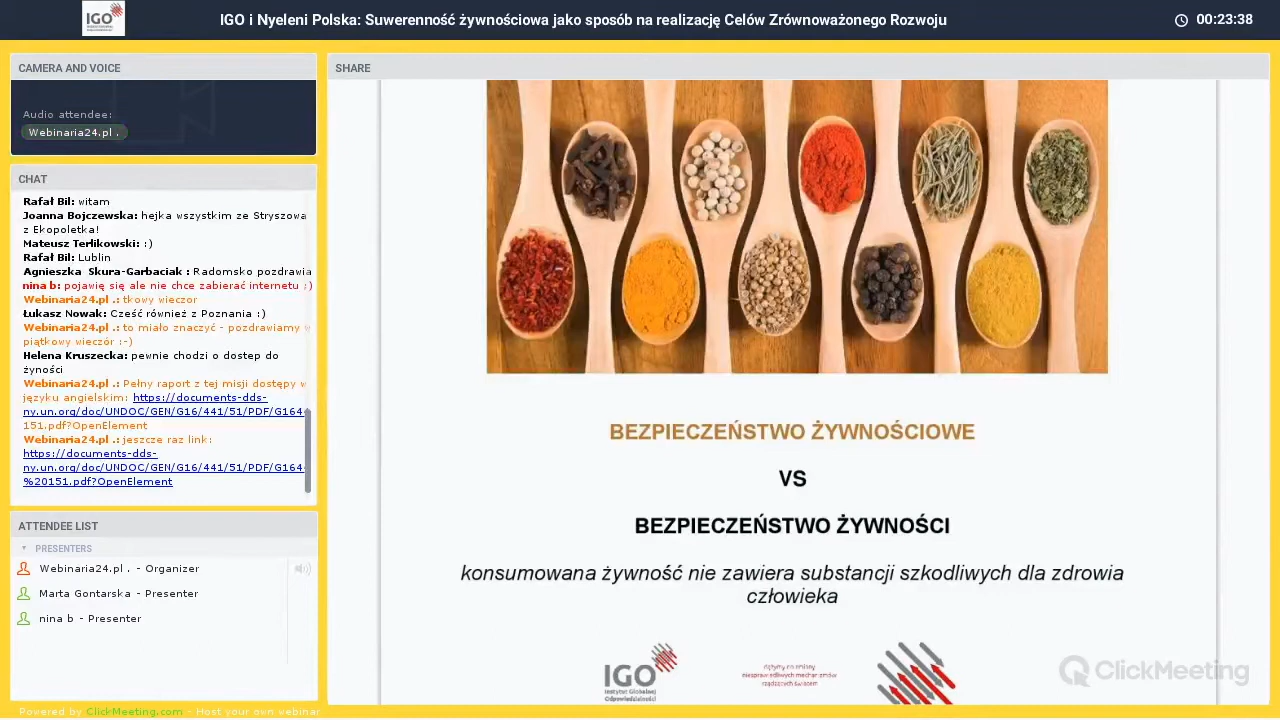 IGO
IGO i Nyeleni Polska: Suwerenność żywnościowa jako sposób na realizację Celów Zrównoważonego Rozwoju
00:23:38
CAMERA AND VOICE
Audio attendee:
Webinaria24.pl .
CHAT
Rafał Bil: witam
Joanna Bojczewska: hejka wszystkim ze Stryszowa
z Ekopoletka!
Mateusz Terlikowski: :)
Rafał Bil: Lublin
Agnieszka Skura-Garbaciak : Radomsko pozdrawia
nina b: pojawię się ale nie chce zabierać internetu ;)
Webinaria24.pl .: tkowy wieczor
Łukasz Nowak: Cześć również z Poznania :)
Webinaria24.pl .: to miało znaczyć - pozdrawiamy w
piątkowy wieczór :-)
Helena Kruszecka: pewnie chodzi o dostep do
żyności
Webinaria24.pl .: Pełny raport z tej misji dostępy w
języku angielskim: https://documents-dds-
ny.un.org/doc/UNDOC/GEN/G16/441/51/PDF/G164
151.pdf?OpenElement
Webinaria24.pl .: jeszcze raz link:
https://documents-dds-
ny.un.org/doc/UNDOC/GEN/G16/441/51/PDF/G164
%20151.pdf?OpenElement
ATTENDEE LIST
PRESENTERS
Webinaria24.pl . - Organizer
Marta Gontarska - Presenter
nina b - Presenter
Powered by ClickMeeting.com - Host your own webinar
SHARE
BEZPIECZEŃSTWO ŻYWNOŚCIOWE
VS
BEZPIECZEŃSTWO ŻYWNOŚCI
konsumowana żywność nie zawiera substancji szkodliwych dla zdrowia
człowieka
IGO
Instytut Globalnej
Odpowiedzialności
dążymy do zmiany
niesprawiedliwych mechanizmów
rządzących światem
ClickMeeting